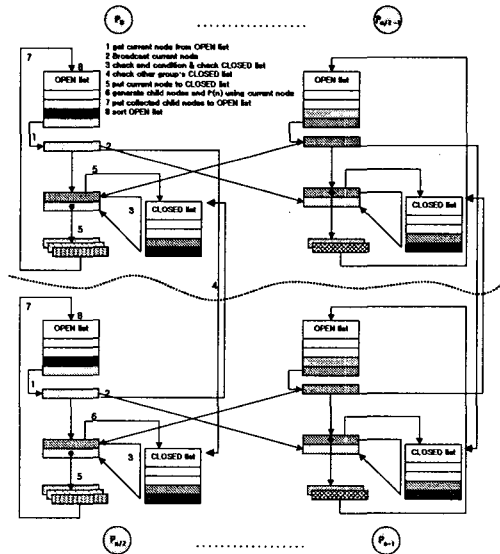 P₀ ............ Pₙ/₂₋₁
1 get current node from OPEN list
2 Broadcast current node
3 check end condition & check CLOSED list
4 check other group's CLOSED list
5 put current node to CLOSED list
6 generate child nodes and f'(n) using current node
7 put collected child nodes to OPEN list
8 sort OPEN list
7
8
OPEN list
OPEN list
1
2
5
3
CLOSED list
CLOSED list
5
4
7
8
OPEN list
OPEN list
1
2
6
3
CLOSED list
CLOSED list
5
Pₙ/₂ ............ Pₙ₋₁